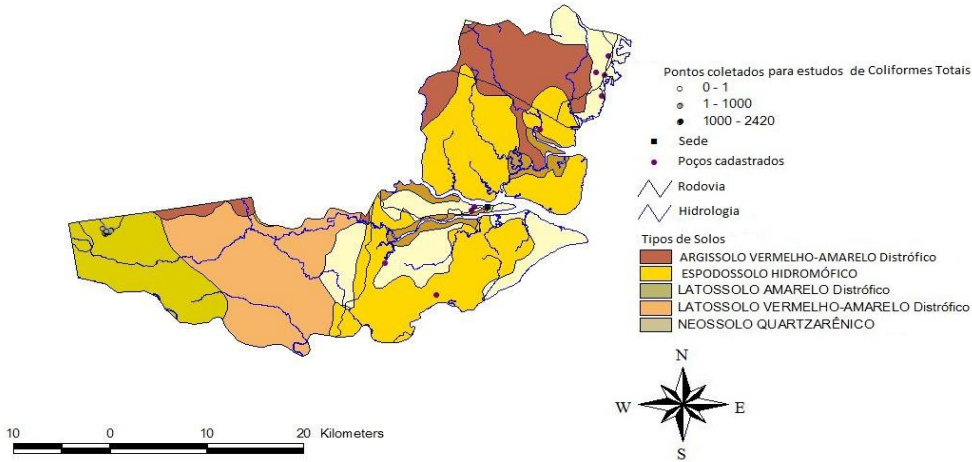 Pontos coletados para estudos de Coliformes Totais
0 - 1
1 - 1000
1000 - 2420
Sede
Poços cadastrados
Rodovia
Hidrologia
Tipos de Solos
ARGISSOLO VERMELHO-AMARELO Distrófico
ESPODOSSOLO HIDROMÓFICO
LATOSSOLO AMARELO Distrófico
LATOSSOLO VERMELHO-AMARELO Distrófico
NEOSSOLO QUARTZARÊNICO
N
W E
S
10 0 10 20 Kilometers